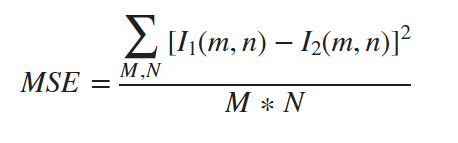 MSE = \frac{\sum_{M,N} [I_1(m, n) − I_2(m, n)]^2}{M * N}